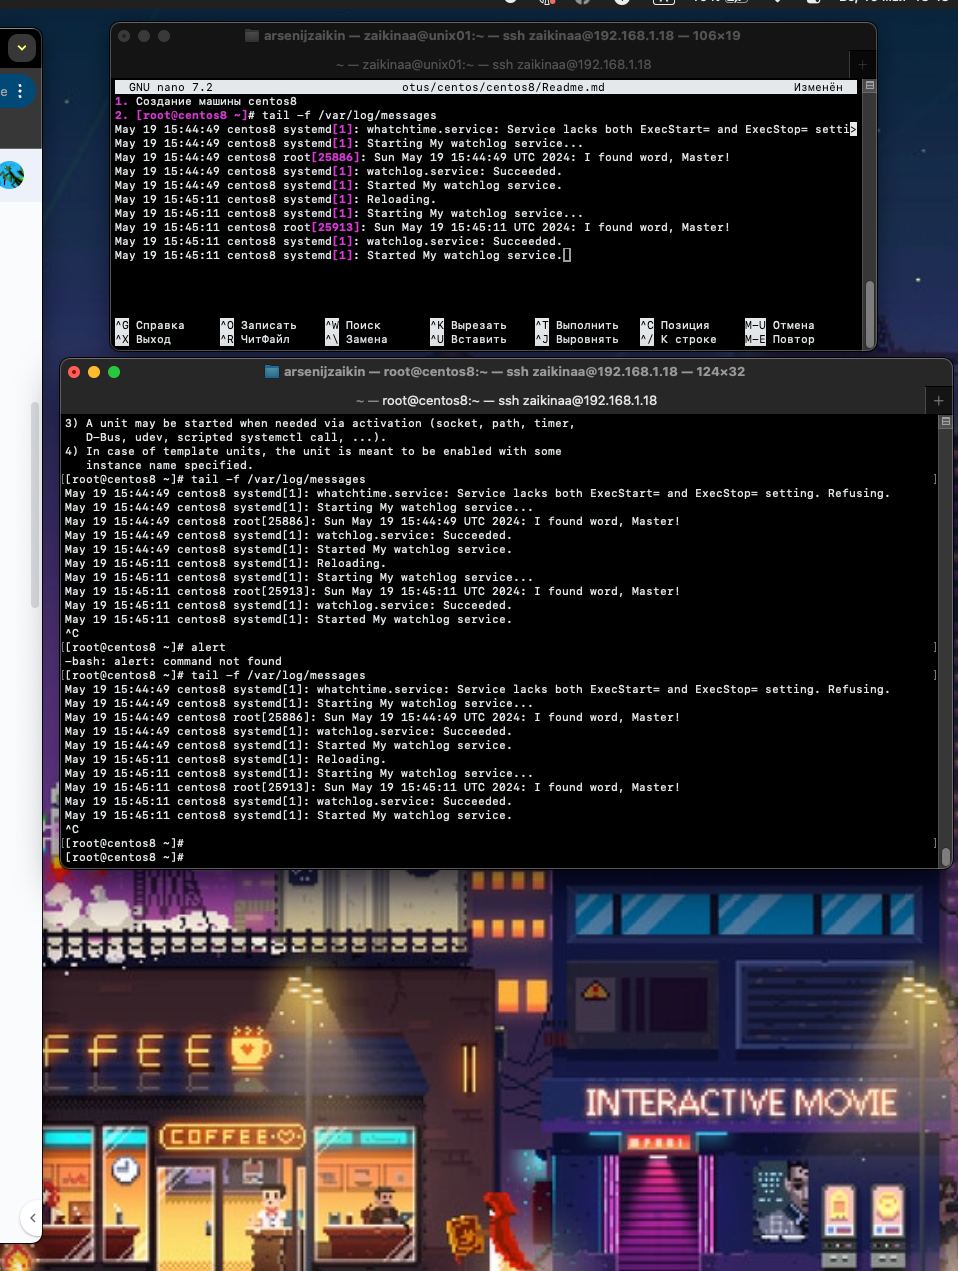 arsenijzaikin — zaikinaa@unix01:~ — ssh zaikinaa@192.168.1.18 — 106×19
~ — zaikinaa@unix01:~ — ssh zaikinaa@192.168.1.18
GNU nano 7.2 otus/centos/centos8/Readme.md Изменён
1. Создание машины centos8
2. [root@centos8 ~]# tail -f /var/log/messages
May 19 15:44:49 centos8 systemd[1]: whatchtime.service: Service lacks both ExecStart= and ExecStop= setti>
May 19 15:44:49 centos8 systemd[1]: Starting My watchlog service...
May 19 15:44:49 centos8 root[25886]: Sun May 19 15:44:49 UTC 2024: I found word, Master!
May 19 15:44:49 centos8 systemd[1]: watchlog.service: Succeeded.
May 19 15:44:49 centos8 systemd[1]: Started My watchlog service.
May 19 15:45:11 centos8 systemd[1]: Reloading.
May 19 15:45:11 centos8 systemd[1]: Starting My watchlog service...
May 19 15:45:11 centos8 root[25913]: Sun May 19 15:45:11 UTC 2024: I found word, Master!
May 19 15:45:11 centos8 systemd[1]: watchlog.service: Succeeded.
May 19 15:45:11 centos8 systemd[1]: Started My watchlog service.
^G Справка ^O Записать ^W Поиск ^K Вырезать ^T Выполнить ^C Позиция M-U Отмена
^X Выход ^R ЧитФайл ^\ Замена ^U Вставить ^J Выровнять ^/ К строке M-E Повтор
arsenijzaikin — root@centos8:~ — ssh zaikinaa@192.168.1.18 — 124×32
~ — root@centos8:~ — ssh zaikinaa@192.168.1.18
3) A unit may be started when needed via activation (socket, path, timer,
D-Bus, udev, scripted systemctl call, ...).
4) In case of template units, the unit is meant to be enabled with some
instance name specified.
[[root@centos8 ~]# tail -f /var/log/messages ]
May 19 15:44:49 centos8 systemd[1]: whatchtime.service: Service lacks both ExecStart= and ExecStop= setting. Refusing.
May 19 15:44:49 centos8 systemd[1]: Starting My watchlog service...
May 19 15:44:49 centos8 root[25886]: Sun May 19 15:44:49 UTC 2024: I found word, Master!
May 19 15:44:49 centos8 systemd[1]: watchlog.service: Succeeded.
May 19 15:44:49 centos8 systemd[1]: Started My watchlog service.
May 19 15:45:11 centos8 systemd[1]: Reloading.
May 19 15:45:11 centos8 systemd[1]: Starting My watchlog service...
May 19 15:45:11 centos8 root[25913]: Sun May 19 15:45:11 UTC 2024: I found word, Master!
May 19 15:45:11 centos8 systemd[1]: watchlog.service: Succeeded.
May 19 15:45:11 centos8 systemd[1]: Started My watchlog service.
^C
[[root@centos8 ~]# alert ]
-bash: alert: command not found
[[root@centos8 ~]# tail -f /var/log/messages ]
May 19 15:44:49 centos8 systemd[1]: whatchtime.service: Service lacks both ExecStart= and ExecStop= setting. Refusing.
May 19 15:44:49 centos8 systemd[1]: Starting My watchlog service...
May 19 15:44:49 centos8 root[25886]: Sun May 19 15:44:49 UTC 2024: I found word, Master!
May 19 15:44:49 centos8 systemd[1]: watchlog.service: Succeeded.
May 19 15:44:49 centos8 systemd[1]: Started My watchlog service.
May 19 15:45:11 centos8 systemd[1]: Reloading.
May 19 15:45:11 centos8 systemd[1]: Starting My watchlog service...
May 19 15:45:11 centos8 root[25913]: Sun May 19 15:45:11 UTC 2024: I found word, Master!
May 19 15:45:11 centos8 systemd[1]: watchlog.service: Succeeded.
May 19 15:45:11 centos8 systemd[1]: Started My watchlog service.
^C
[[root@centos8 ~]# ]
[root@centos8 ~]#
FFEE
COFFEE
INTERACTIVE MOVIE